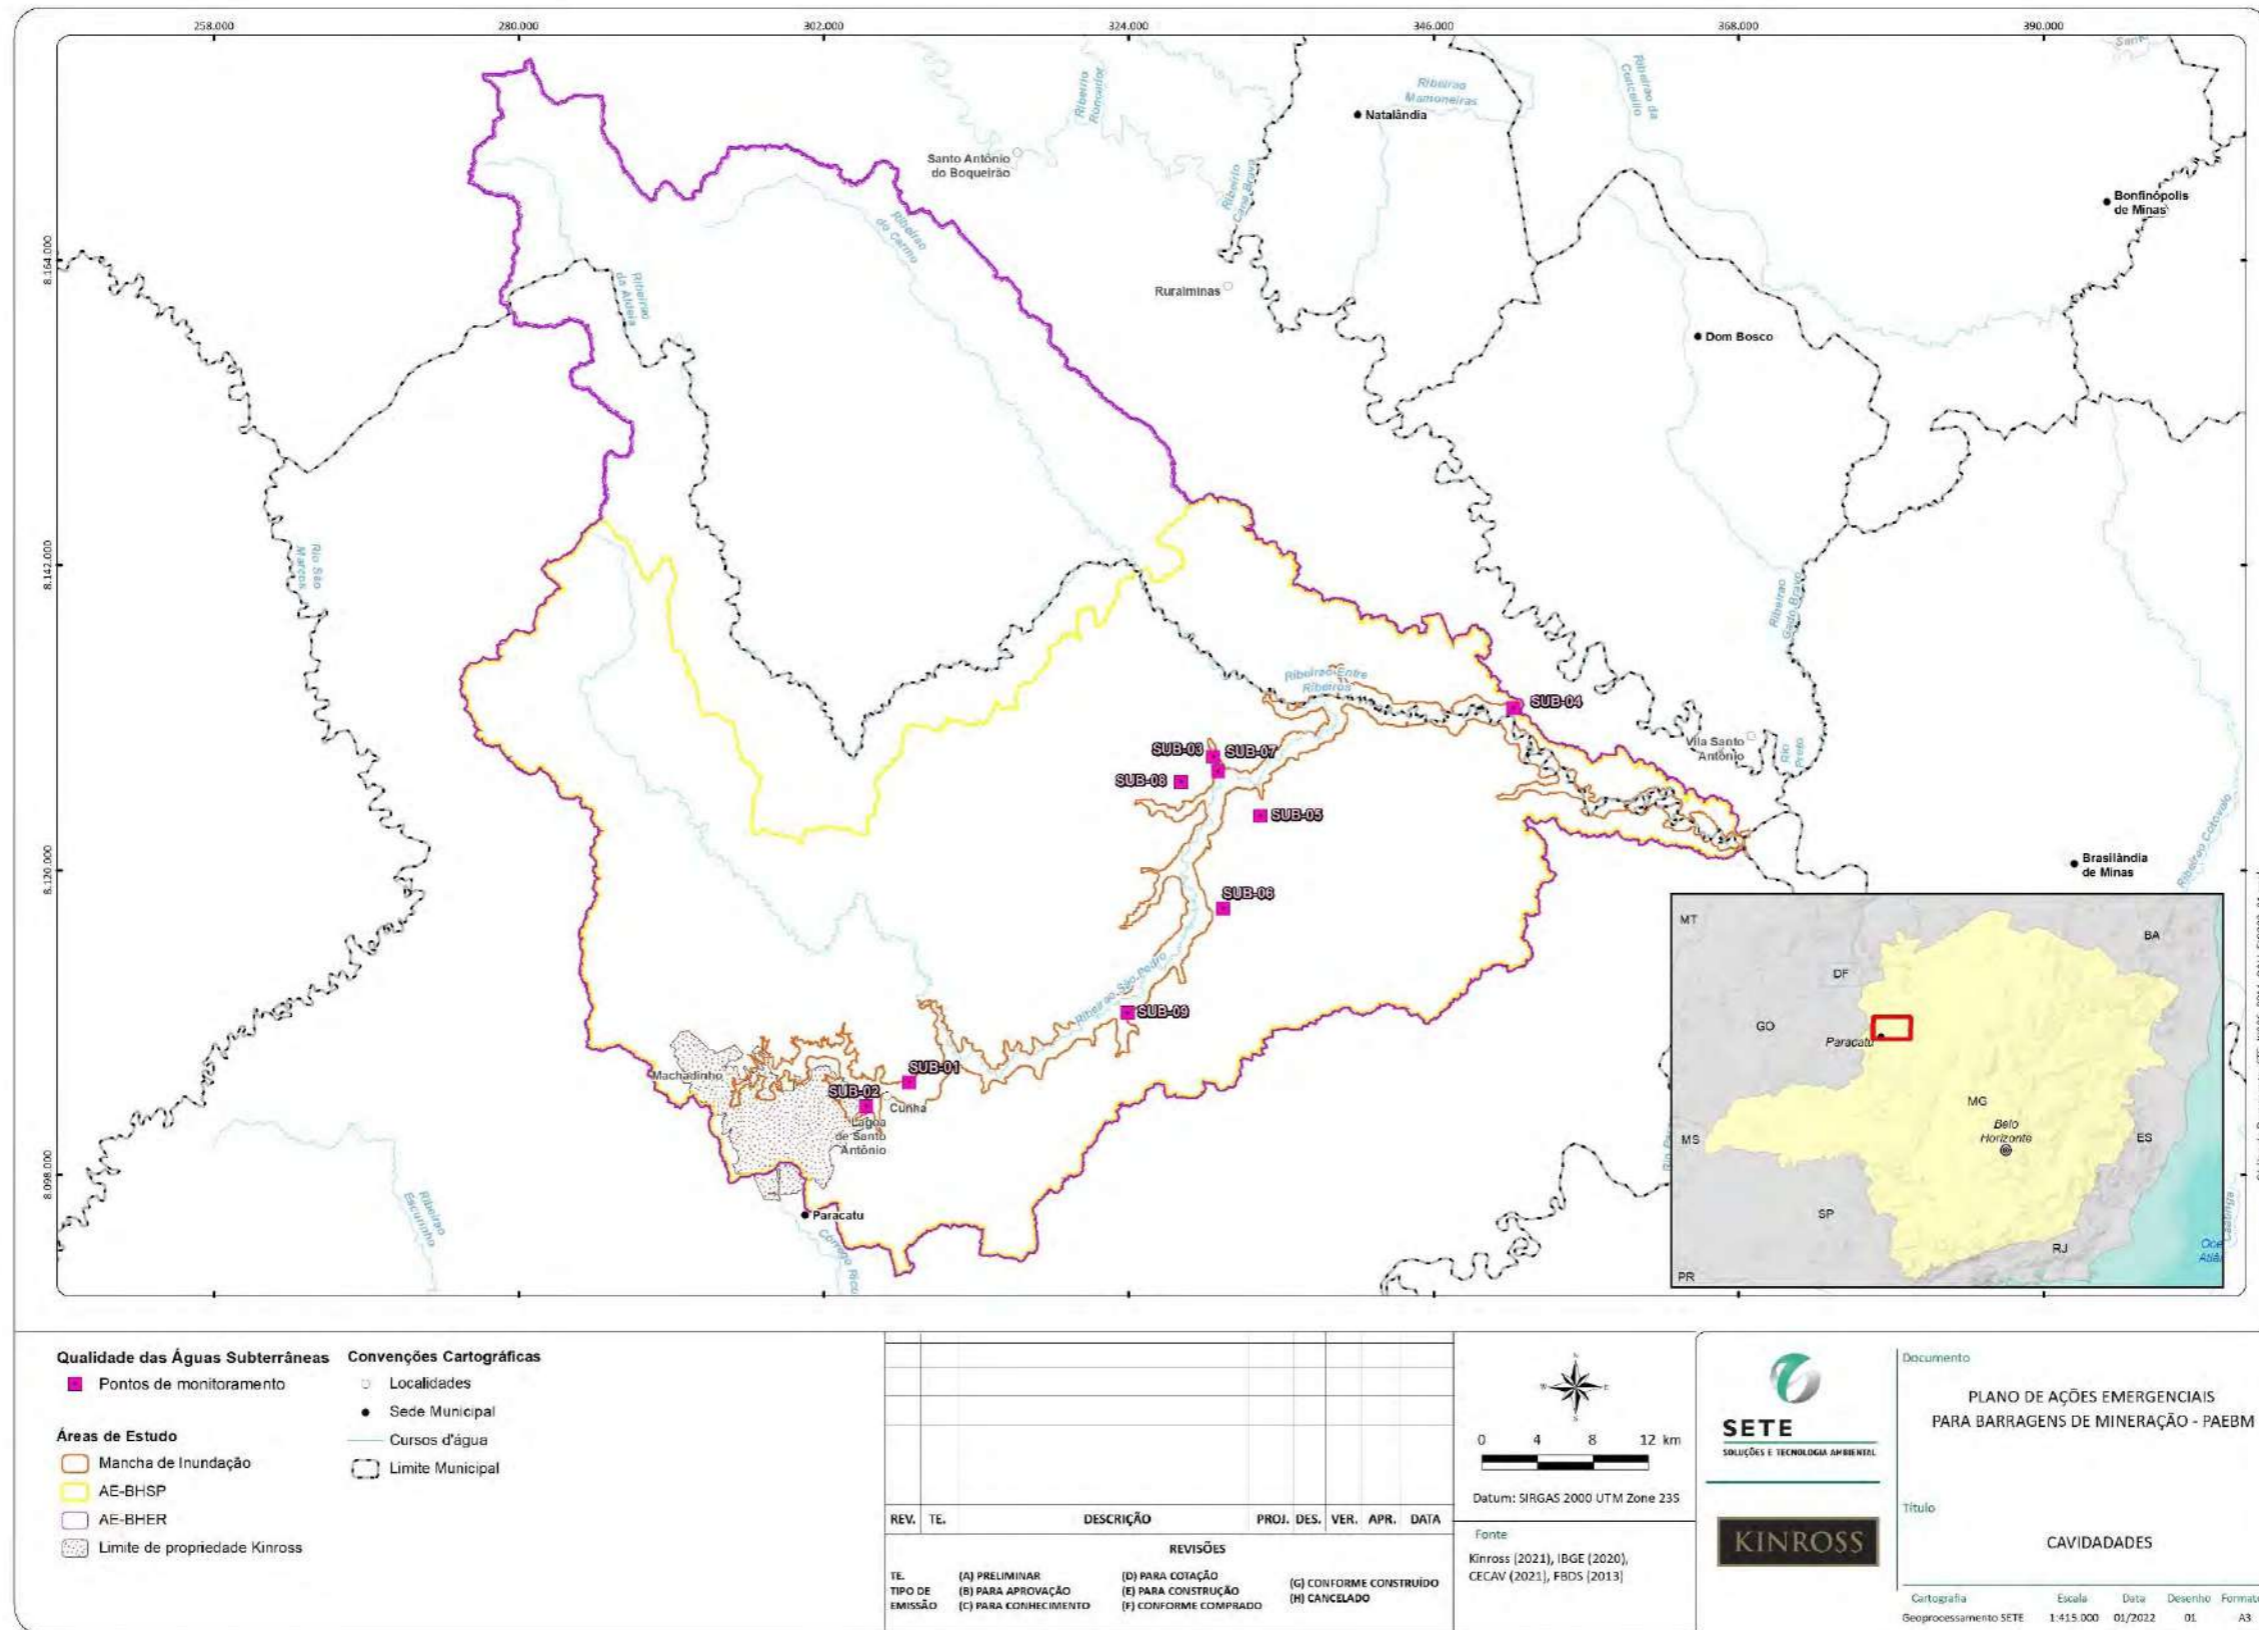 258.000
280.000
302.000
324.000
346.000
368.000
390.000
8.164.000
8.142.000
8.120.000
8.098.000
Ribeirão
Mamoneiras
Natalândia
Santo Antônio
do Boqueirão
Bonfinópolis
de Minas
Ribeirão
do Carmo
Ribeirão
da Aldeia
Ruralminas
Dom Bosco
Rio São
Marcos
Ribeirão
Gado Bravo
Ribeirão Entre
Ribeiros
SUB-04
SUB-03
SUB-07
SUB-08
Vila Santo
Antônio
Rio
Preto
SUB-05
Brasilândia
de Minas
SUB-06
Ribeirão São Pedro
SUB-09
SUB-01
Machadinho
SUB-02
Cunha
Lagoa
de Santo
Antônio
Paracatu
Ribeirão
Escurinho
Córrego Rico
MT
BA
DF
GO
Paracatu
MG
Belo
Horizonte
MS
ES
SP
RJ
PR
Qualidade das Águas Subterrâneas
Pontos de monitoramento
Áreas de Estudo
Mancha de Inundação
AE-BHSP
AE-BHER
Limite de propriedade Kinross
Convenções Cartográficas
Localidades
Sede Municipal
Cursos d'água
Limite Municipal
REV. TE. DESCRIÇÃO PROJ. DES. VER. APR. DATA
REVISÕES
TE.
TIPO DE
EMISSÃO
(A) PRELIMINAR
(B) PARA APROVAÇÃO
(C) PARA CONHECIMENTO
(D) PARA COTAÇÃO
(E) PARA CONSTRUÇÃO
(F) CONFORME COMPRADO
(G) CONFORME CONSTRUÍDO
(H) CANCELADO
N
W E
S
0 4 8 12 km
Datum: SIRGAS 2000 UTM Zone 23S
Fonte
Kinross (2021), IBGE (2020),
CECAV (2021), FBDS (2013)
SETE
SOLUÇÕES E TECNOLOGIA AMBIENTAL
KINROSS
Documento
PLANO DE AÇÕES EMERGENCIAIS
PARA BARRAGENS DE MINERAÇÃO - PAEBM
Título
CAVIDADADES
Cartografia Escala Data Desenho Formato
Geoprocessamento SETE 1:415.000 01/2022 01 A3